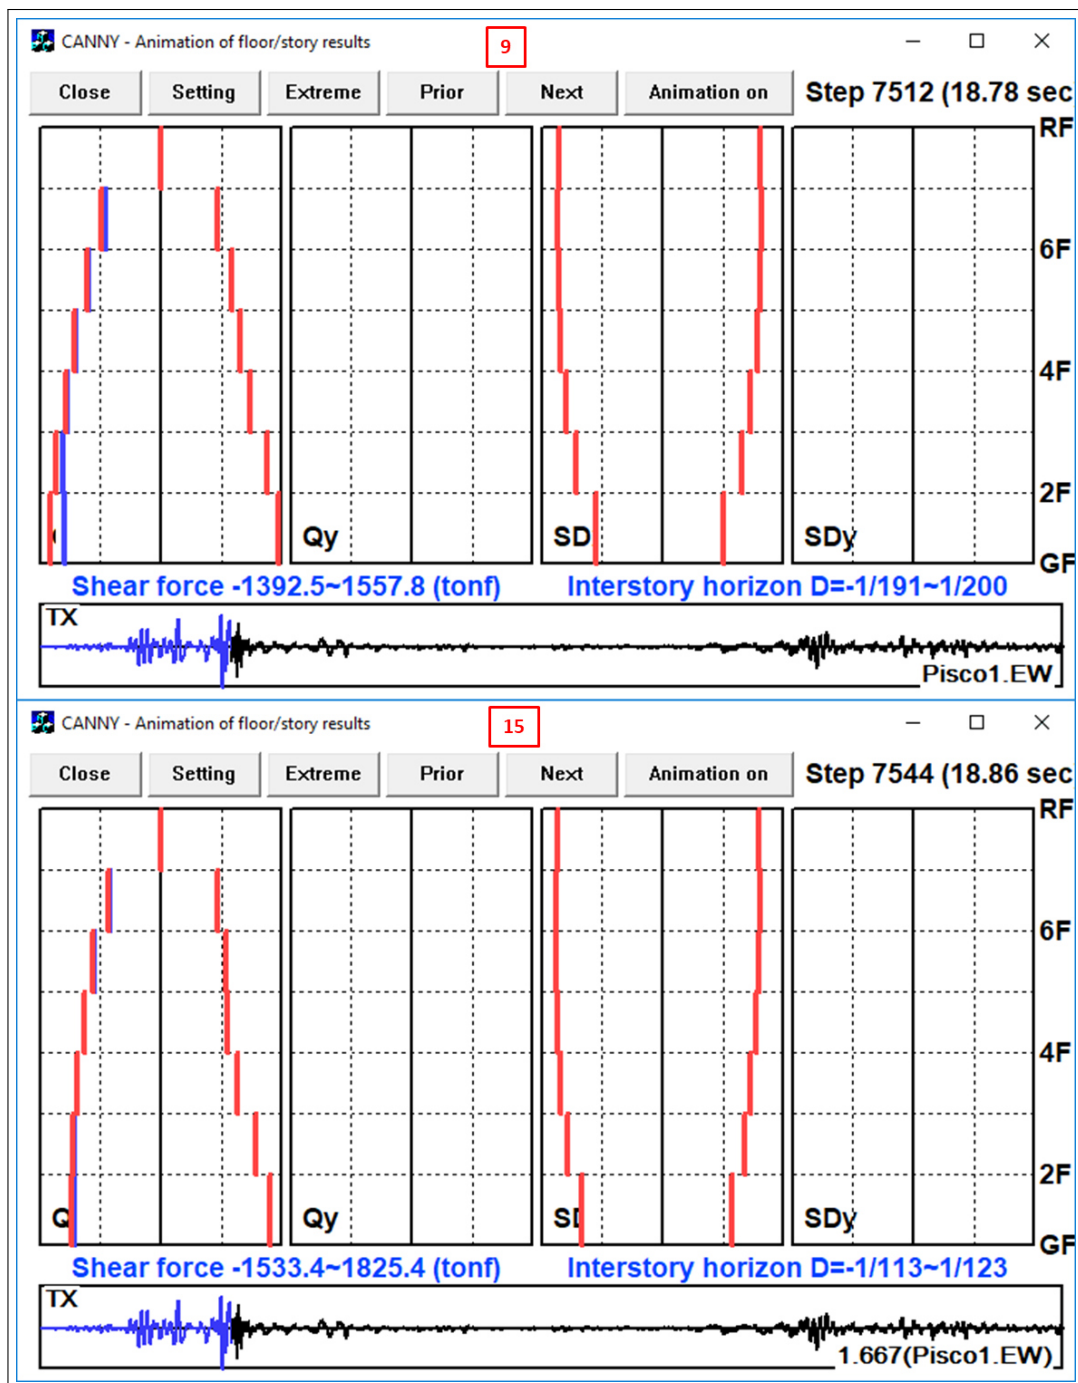 CANNY - Animation of floor/story results
9
Close Setting Extreme Prior Next Animation on Step 7512 (18.78 sec
RF
6F
4F
2F
Qy SD SDy
GF
Shear force -1392.5~1557.8 (tonf) Interstory horizon D=-1/191~1/200
TX
Pisco1.EW
CANNY - Animation of floor/story results
15
Close Setting Extreme Prior Next Animation on Step 7544 (18.86 sec
RF
6F
4F
2F
Q Qy SD SDy
GF
Shear force -1533.4~1825.4 (tonf) Interstory horizon D=-1/113~1/123
TX
1.667(Pisco1.EW)